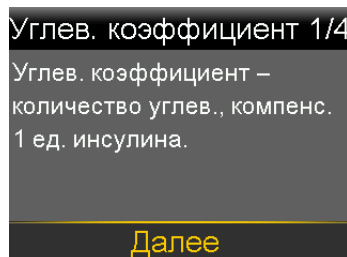 Углев. коэффициент 1/4
Углев. коэффициент –
количество углев., компенс.
1 ед. инсулина.
Далее